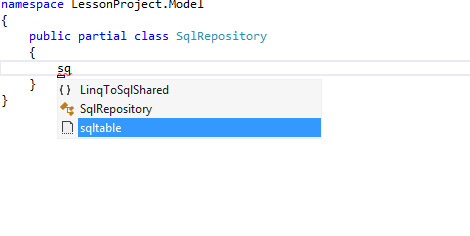 namespace LessonProject.Model
{
public partial class SqlRepository
{
sq
{ } LinqToSqlShared
SqlRepository
sqltable
}
}